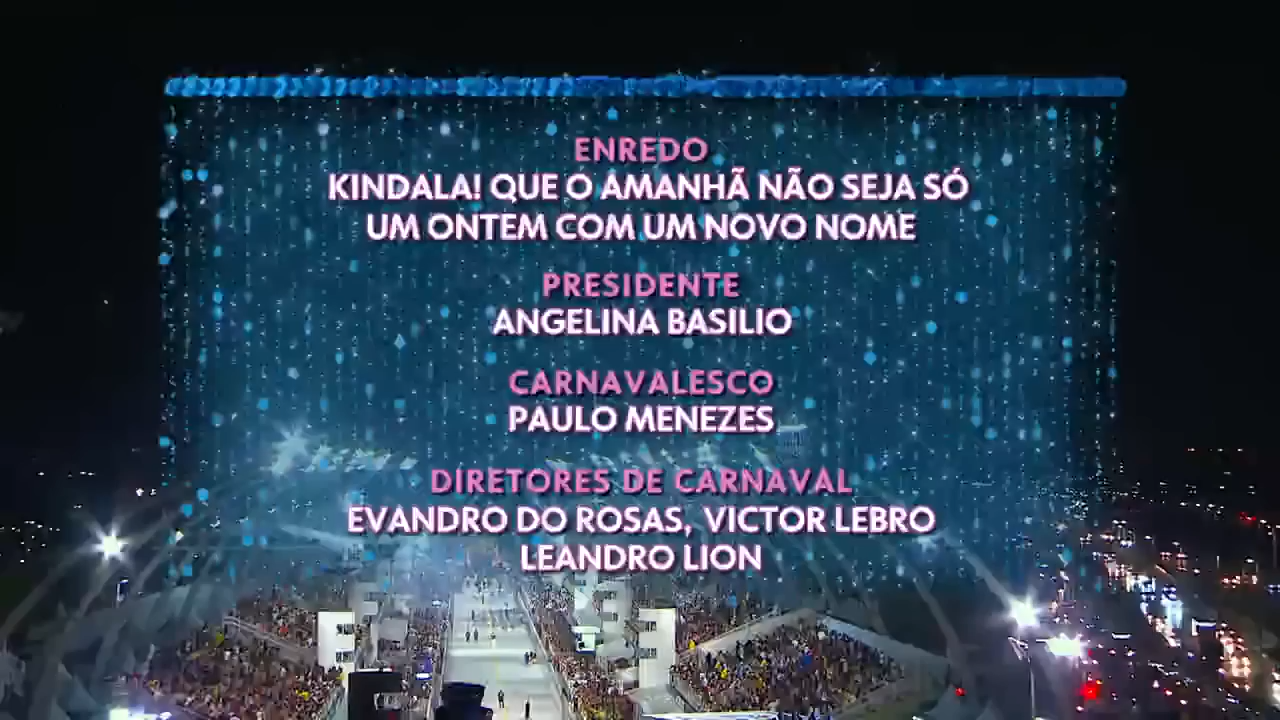 ENREDO
KINDALA! QUE O AMANHÃ NÃO SEJA SÓ
UM ONTEM COM UM NOVO NOME
PRESIDENTE
ANGELINA BASILIO
CARNAVALESCO
PAULO MENEZES
DIRETORES DE CARNAVAL
EVANDRO DO ROSAS, VICTOR LEBRO
LEANDRO LION